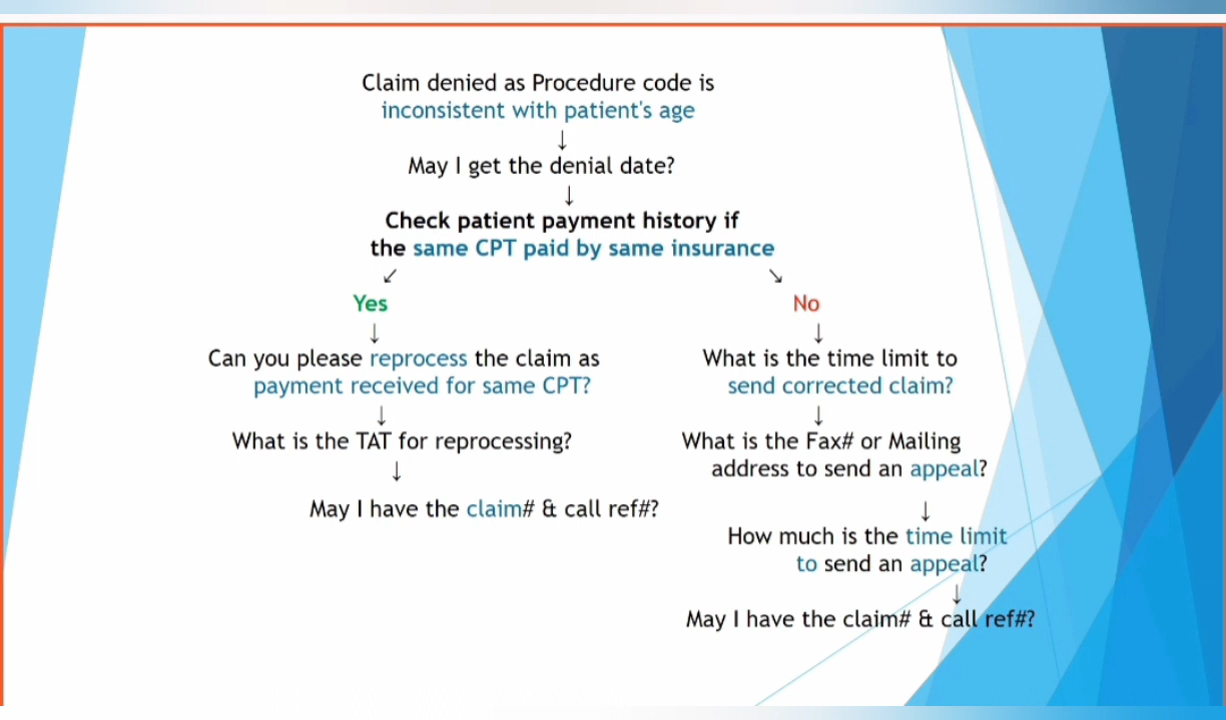 Claim denied as Procedure code is
inconsistent with patient's age
↓
May I get the denial date?
↓
Check patient payment history if
the same CPT paid by same insurance
↙ ↘
Yes
↓
Can you please reprocess the claim as
payment received for same CPT?
↓
What is the TAT for reprocessing?
↓
May I have the claim# & call ref#?
No
↓
What is the time limit to
send corrected claim?
↓
What is the Fax# or Mailing
address to send an appeal?
↓
How much is the time limit
to send an appeal?
↓
May I have the claim# & call ref#?